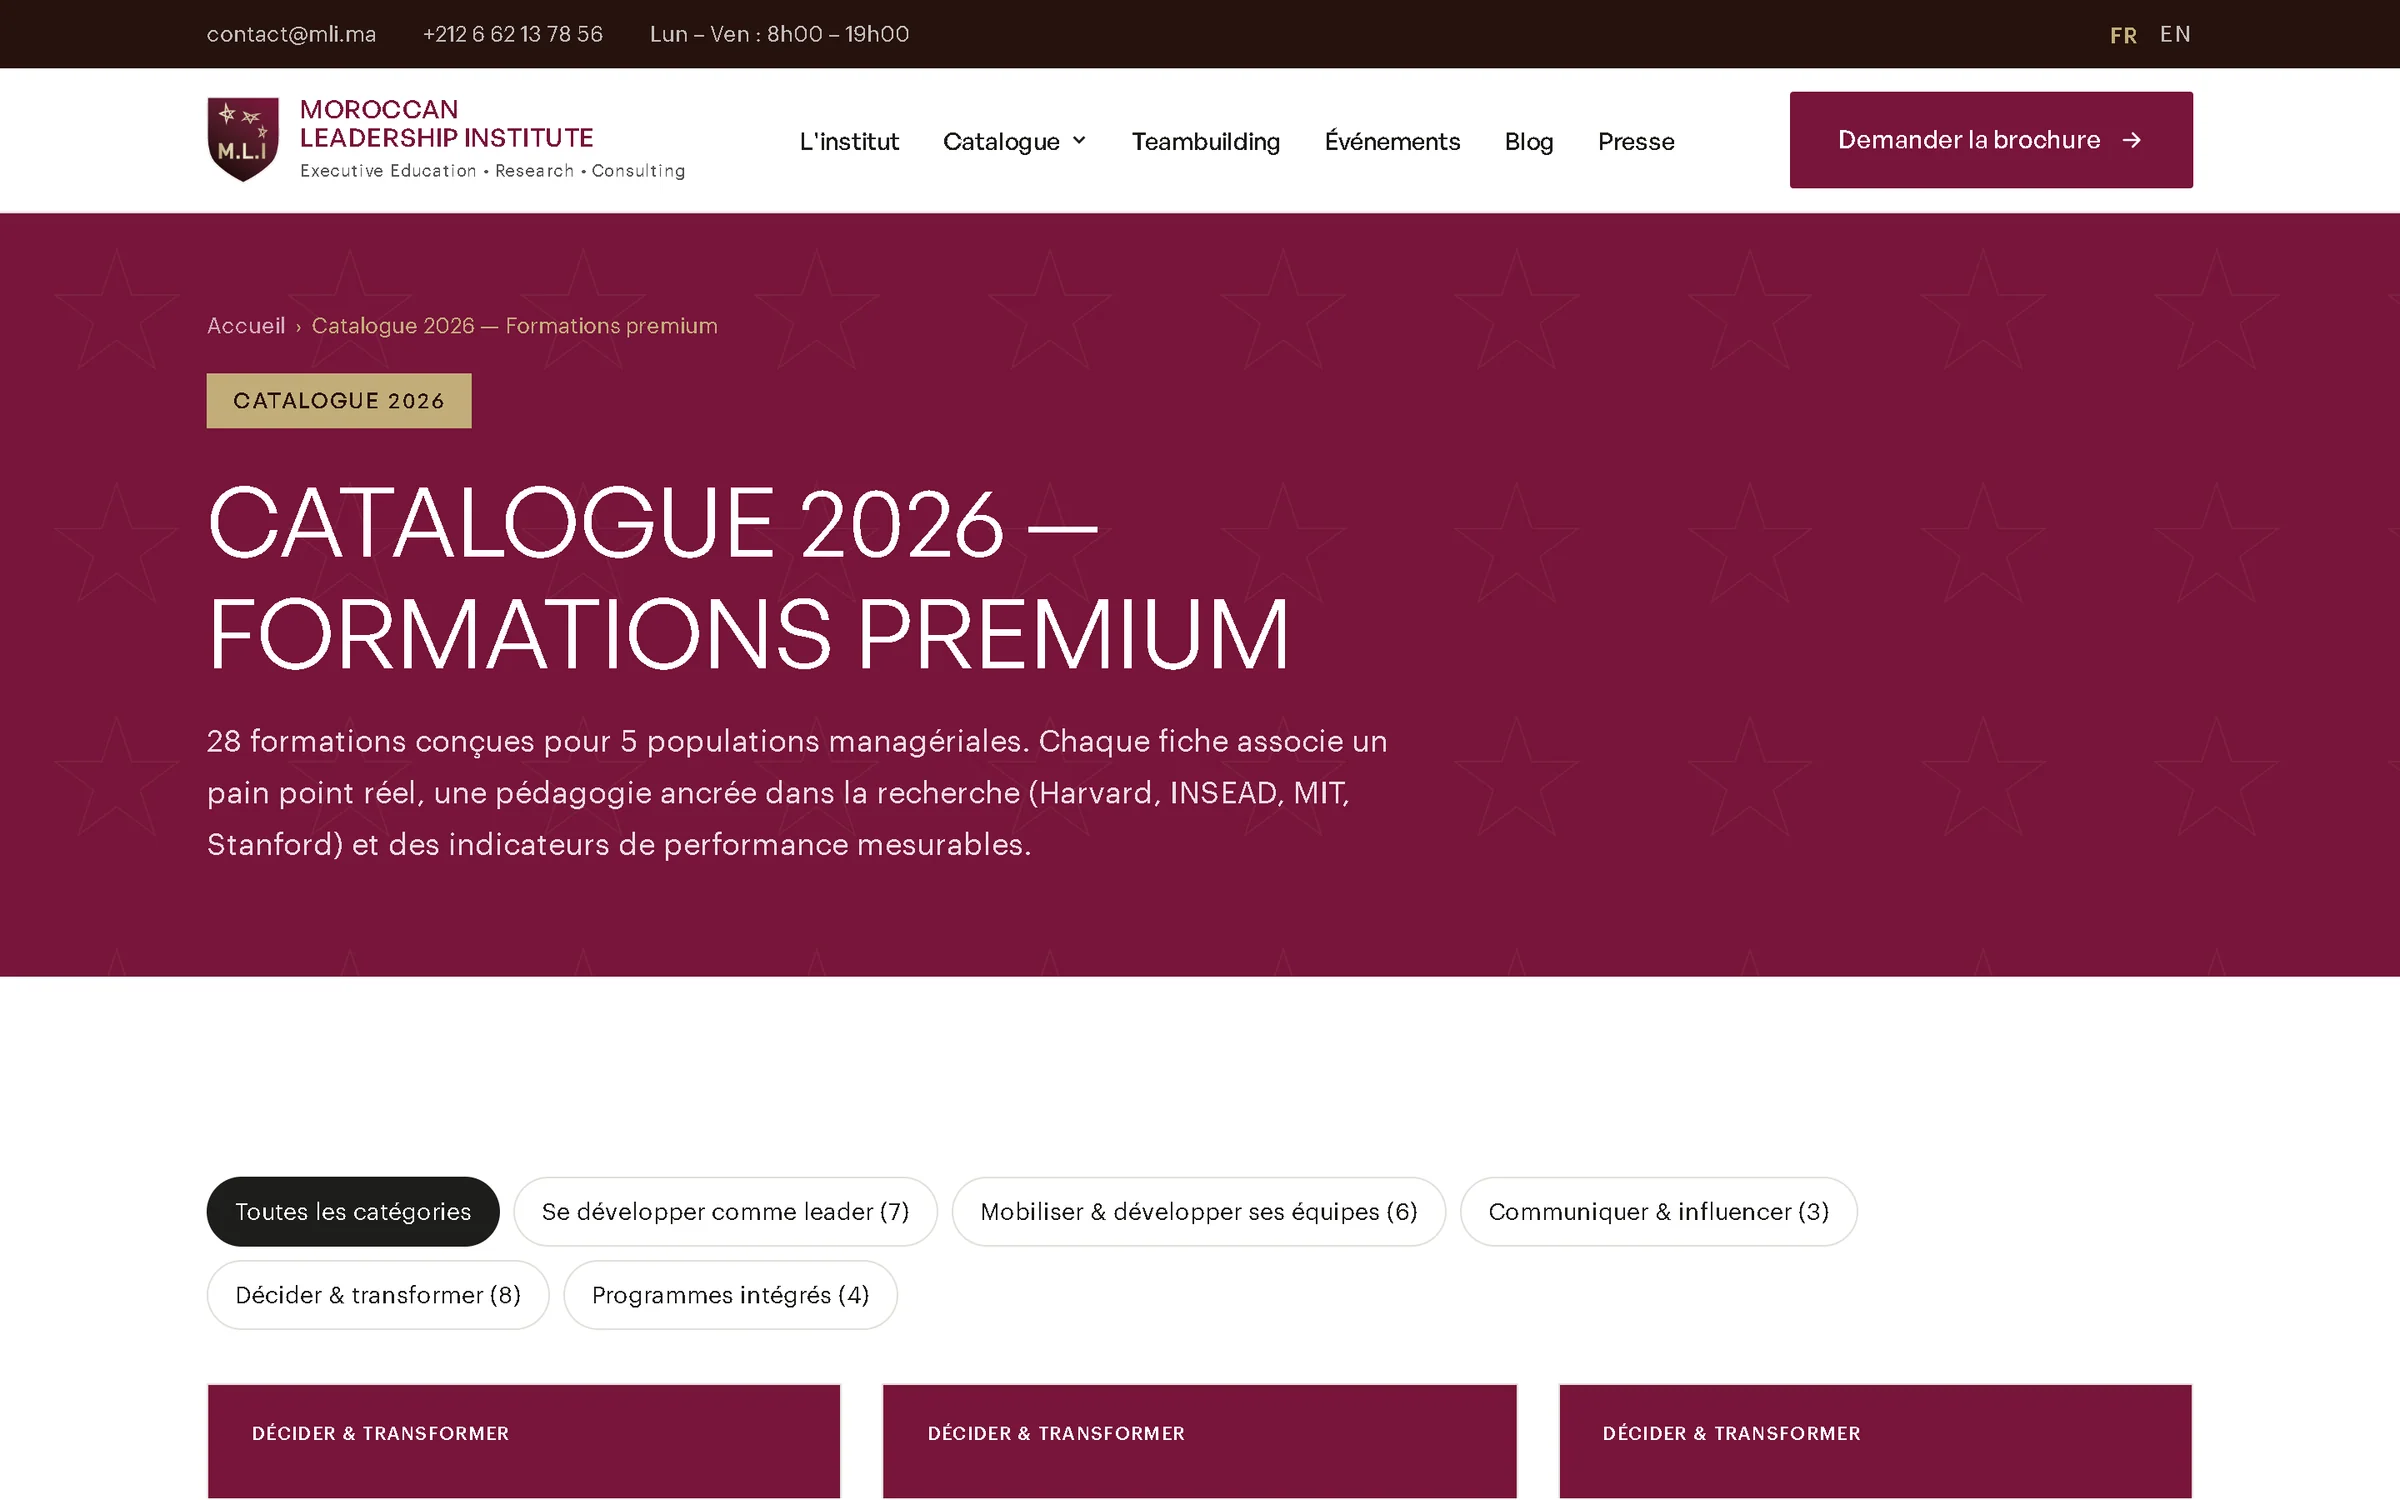 contact@mli.ma +212 6 62 13 78 56 Lun – Ven : 8h00 – 19h00 FR EN
M.L.I
MOROCCAN
LEADERSHIP INSTITUTE
Executive Education • Research • Consulting
L'institut Catalogue Teambuilding Événements Blog Presse
Demander la brochure →
Accueil › Catalogue 2026 — Formations premium
CATALOGUE 2026
CATALOGUE 2026 —
FORMATIONS PREMIUM
28 formations conçues pour 5 populations managériales. Chaque fiche associe un
pain point réel, une pédagogie ancrée dans la recherche (Harvard, INSEAD, MIT,
Stanford) et des indicateurs de performance mesurables.
Toutes les catégories Se développer comme leader (7) Mobiliser & développer ses équipes (6) Communiquer & influencer (3)
Décider & transformer (8) Programmes intégrés (4)
DÉCIDER & TRANSFORMER DÉCIDER & TRANSFORMER DÉCIDER & TRANSFORMER